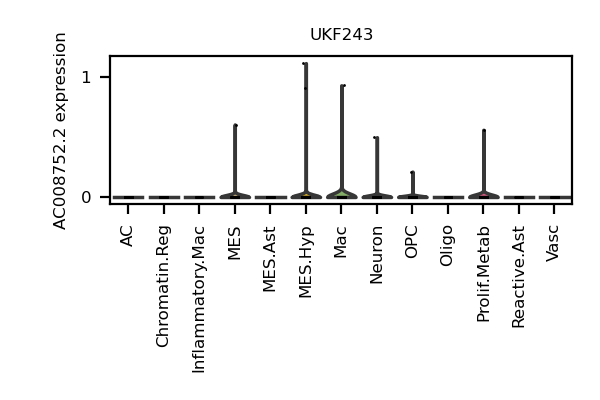 UKF243
AC008752.2 expression
1
0
AC
Chromatin.Reg
Inflammatory.Mac
MES
MES.Ast
MES.Hyp
Mac
Neuron
OPC
Oligo
Prolif.Metab
Reactive.Ast
Vasc